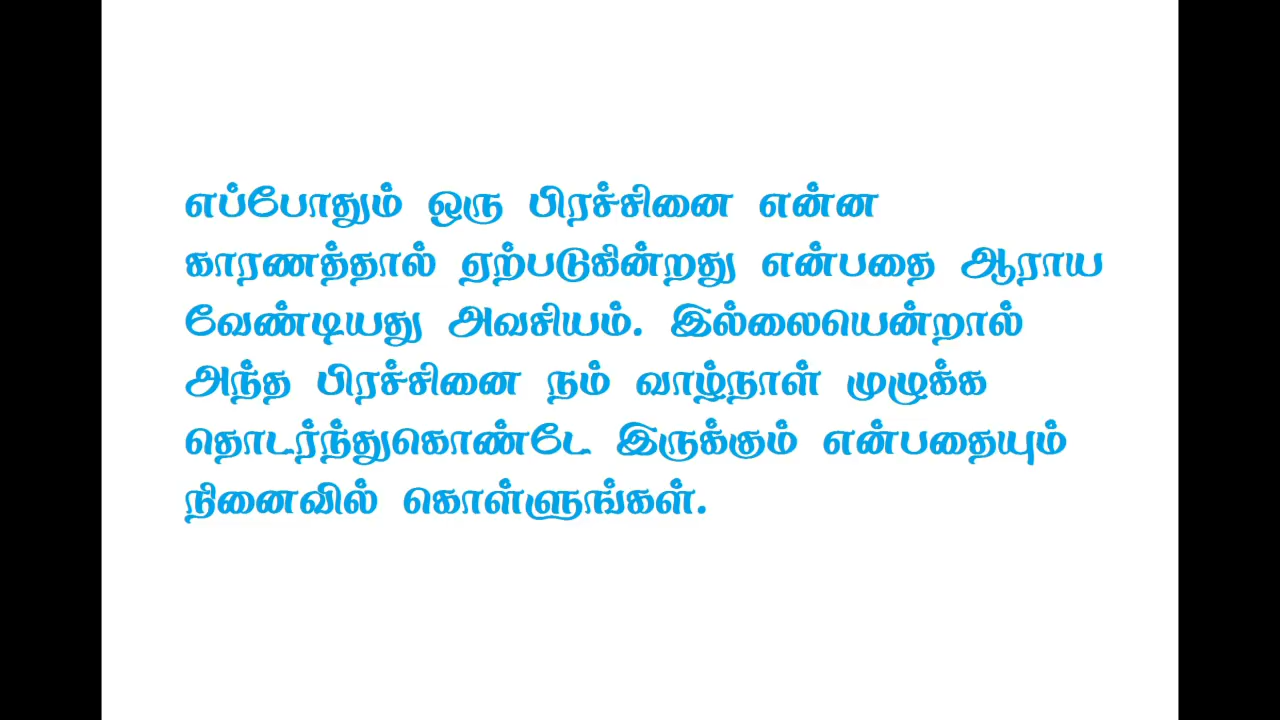 எப்போதும் ஒரு பிரச்சினை என்ன
காரணத்தால் ஏற்படுகின்றது என்பதை ஆராய
வேண்டியது அவசியம். இல்லையென்றால்
அந்த பிரச்சினை நம் வாழ்நாள் முழுக்க
தொடர்ந்துகொண்டே இருக்கும் என்பதையும்
நினைவில் கொள்ளுங்கள்.